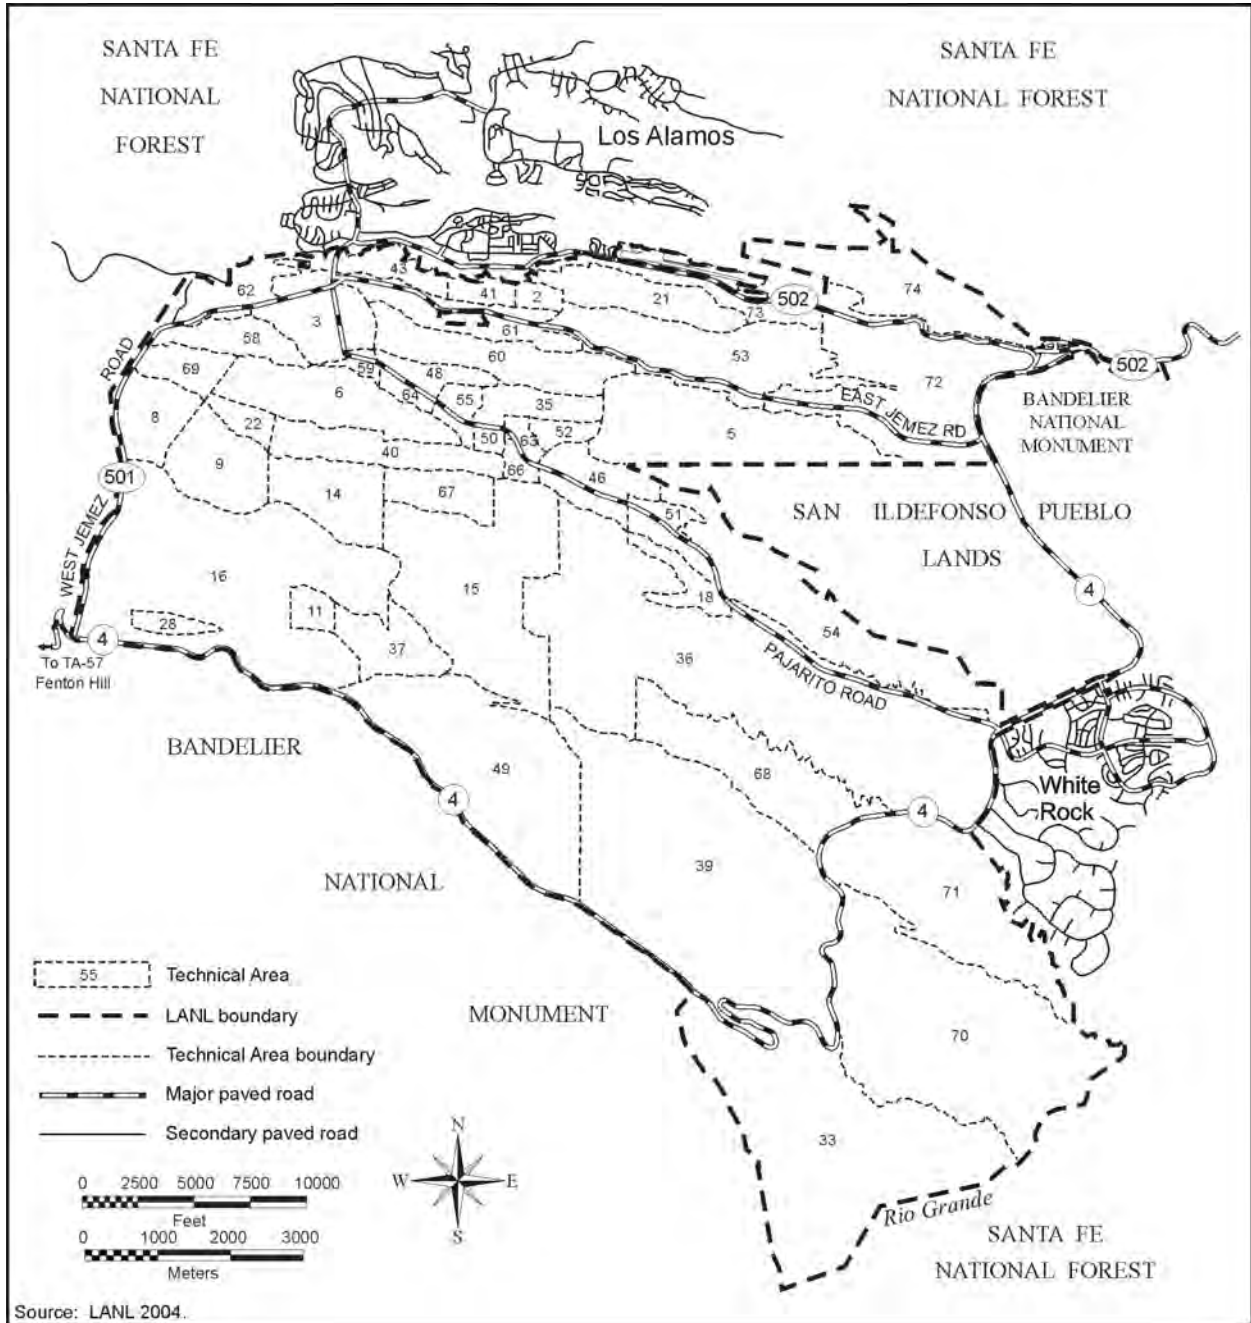 SANTA FE
NATIONAL
FOREST
SANTA FE
NATIONAL FOREST
Los Alamos
74
43
62
41
2
21
73
502
3
61
58
53
502
60
59
48
69
6
72
64
55
35
EAST JEMEZ RD
BANDELIER
NATIONAL
MONUMENT
ROAD
8
22
50
63
52
5
40
9
66
46
501
67
14
51
SAN ILDEFONSO PUEBLO
LANDS
WEST JEMEZ
16
15
18
4
11
28
54
4
37
36
PAJARITO ROAD
To TA-57
Fenton Hill
BANDELIER
49
68
White
Rock
4
4
39
NATIONAL
71
MONUMENT
70
33
55
Technical Area
LANL boundary
Technical Area boundary
Major paved road
Secondary paved road
0 2500 5000 7500 10000
Feet
0 1000 2000 3000
Meters
N
W E
S
Rio Grande
SANTA FE
NATIONAL FOREST
Source: LANL 2004.